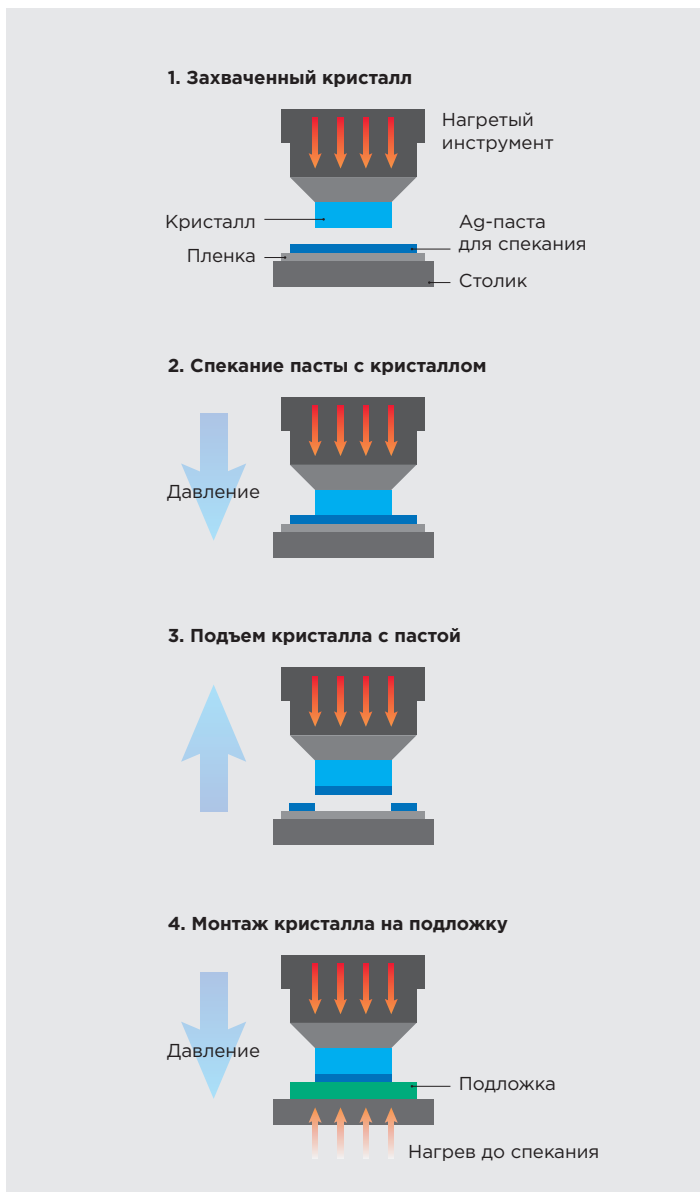 1. Захваченный кристалл
Нагретый
инструмент
Кристалл
Ag-паста
для спекания
Пленка
Столик
2. Спекание пасты с кристаллом
Давление
3. Подъем кристалла с пастой
4. Монтаж кристалла на подложку
Давление
Подложка
Нагрев до спекания